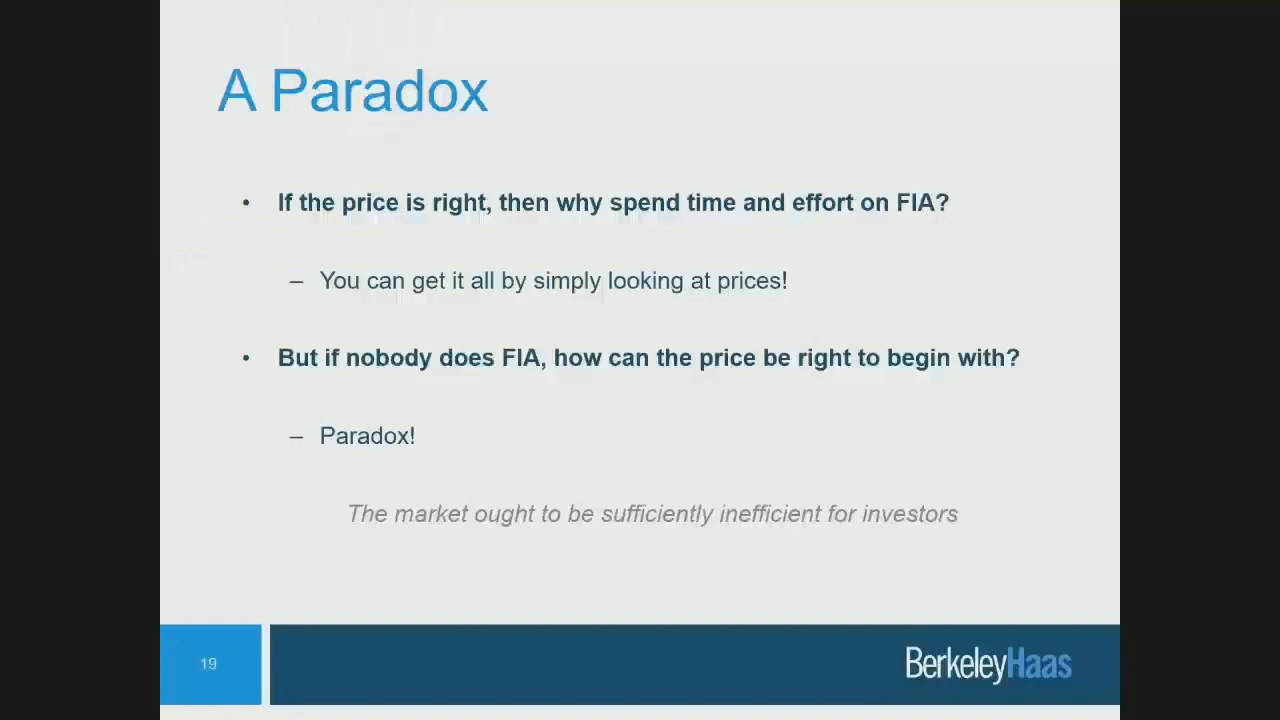 A Paradox
• If the price is right, then why spend time and effort on FIA?
– You can get it all by simply looking at prices!
• But if nobody does FIA, how can the price be right to begin with?
– Paradox!
The market ought to be sufficiently inefficient for investors
19
BerkeleyHaas